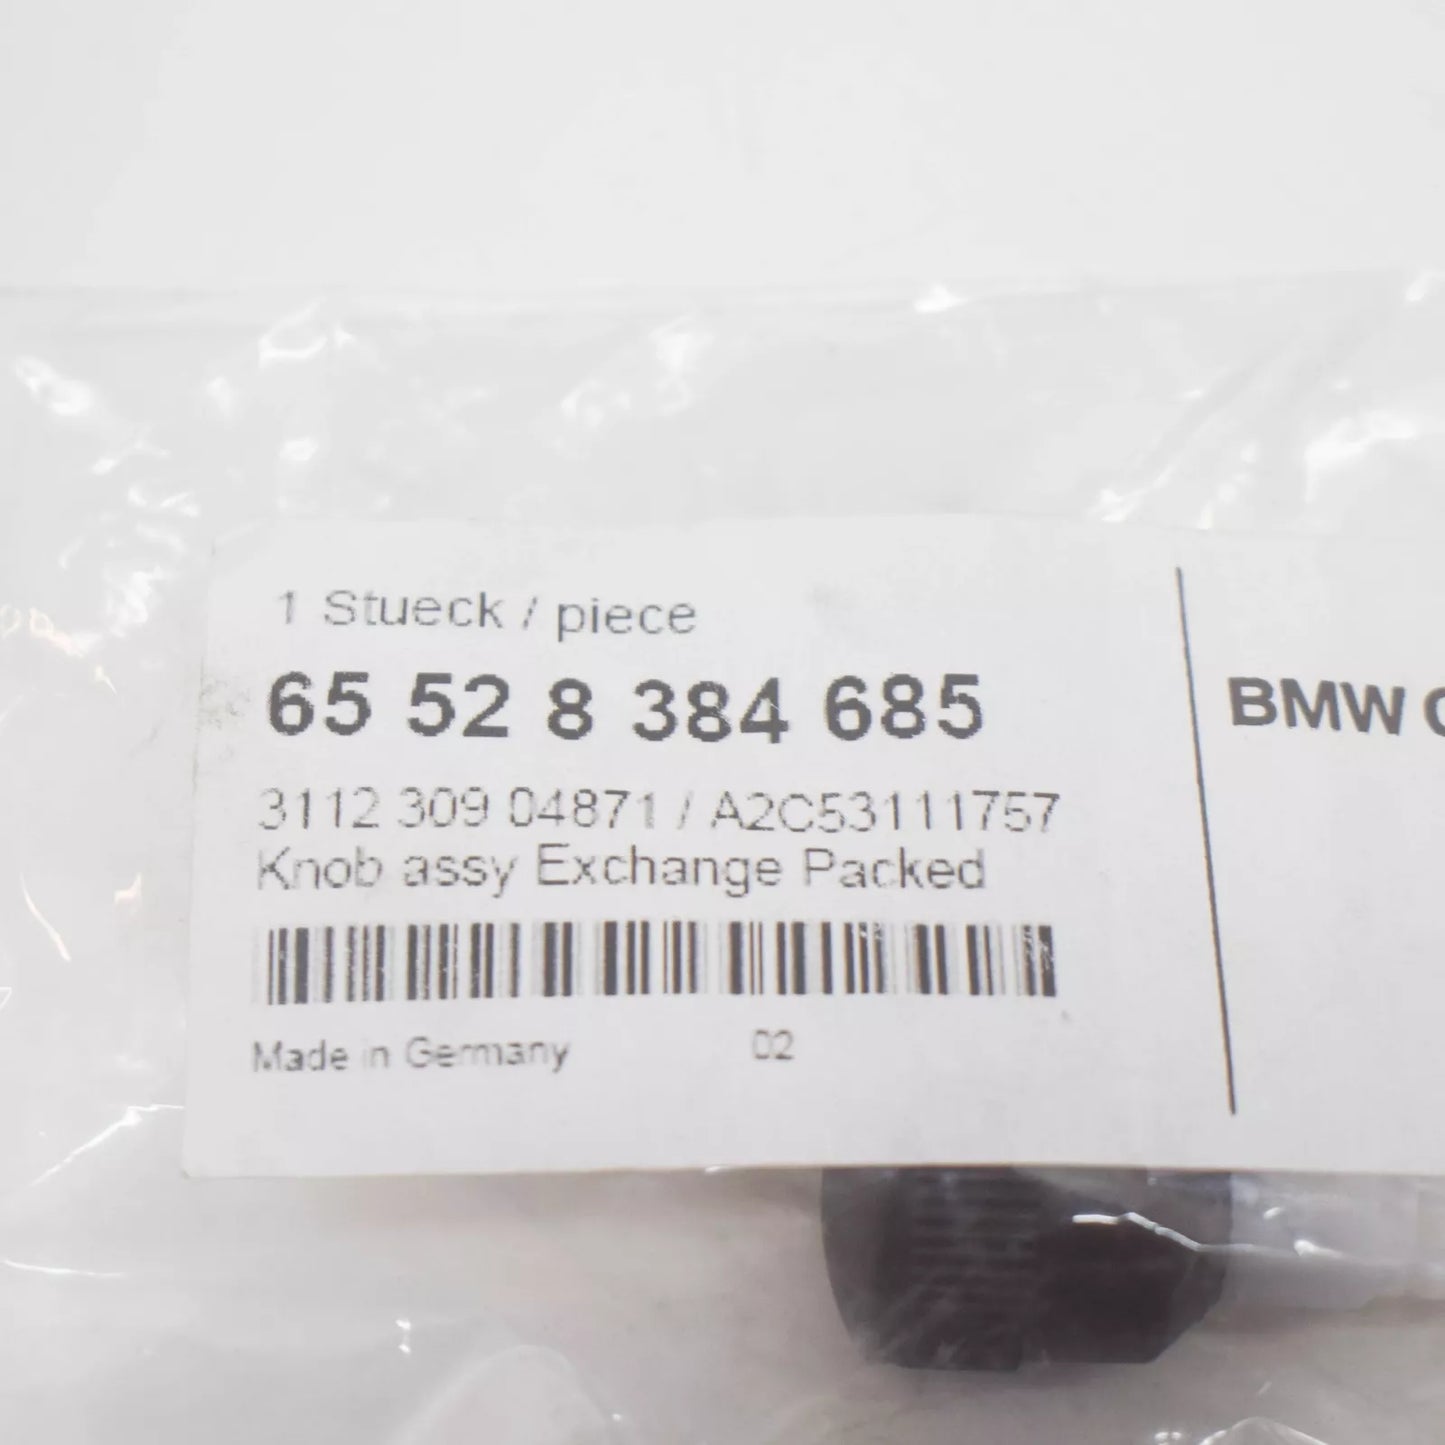 1 Stueck / piece
65 52 8 384 685
3112 309 04871 / A2C53111757
Knob assy Exchange Packed
Made in Germany 02
BMW